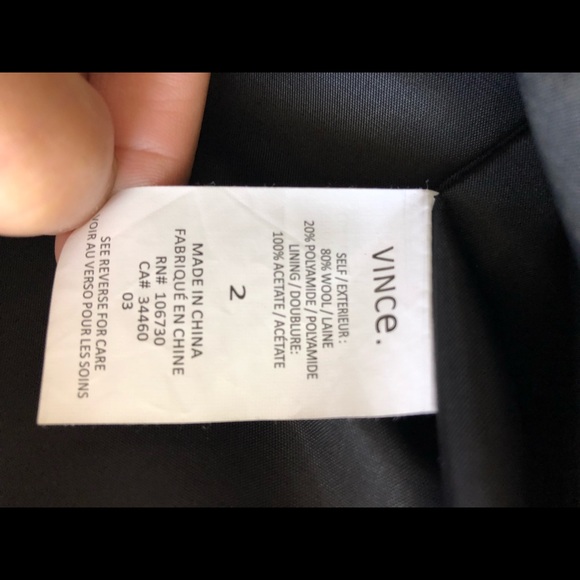 VINCE.
SELF / EXTERIEUR :
80% WOOL / LAINE
20% POLYAMIDE / POLYAMIDE
LINING / DOUBLURE:
100% ACETATE / ACÉTATE
2
MADE IN CHINA
FABRIQUÉ EN CHINE
RN# 106730
CA# 34460
03
SEE REVERSE FOR CARE
VOIR AU VERSO POUR LES SOINS